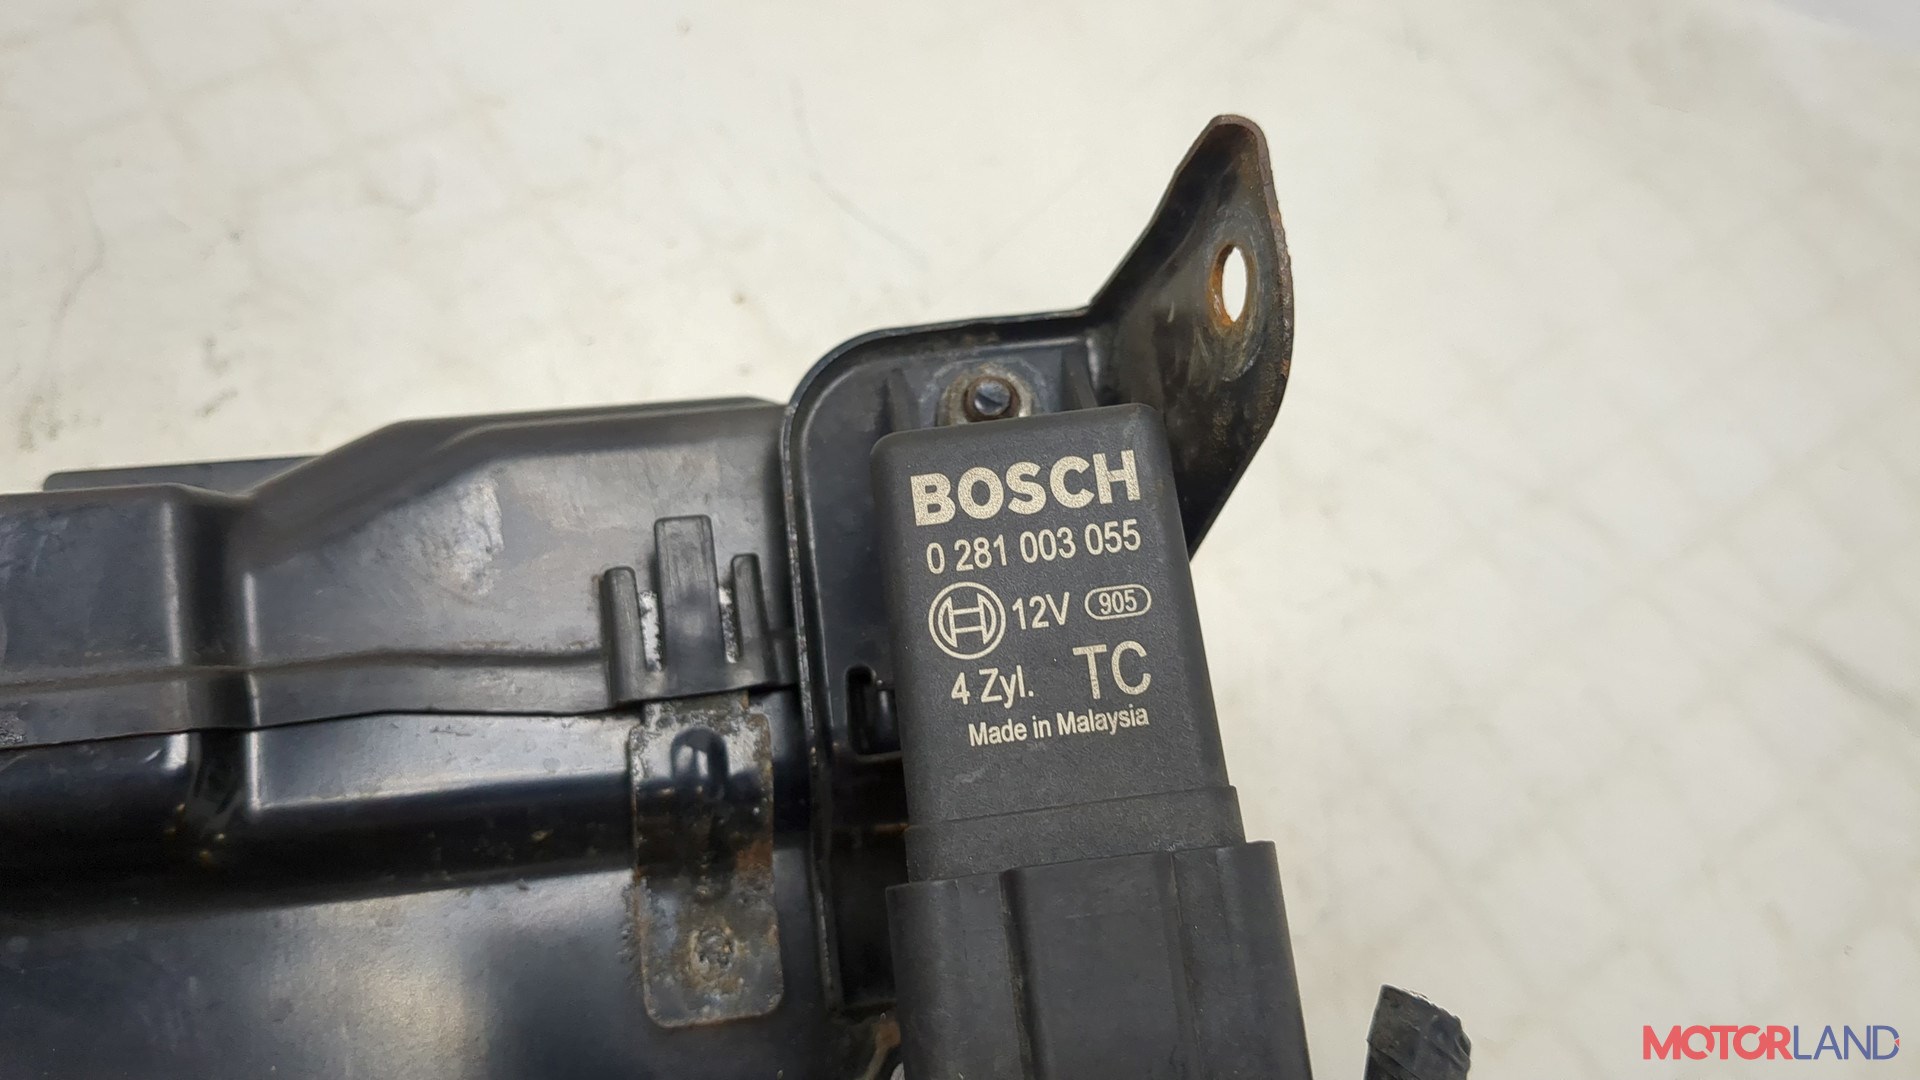 BOSCH
0 281 003 055
12V 905
4 Zyl. TC
Made in Malaysia
MOTORLAND